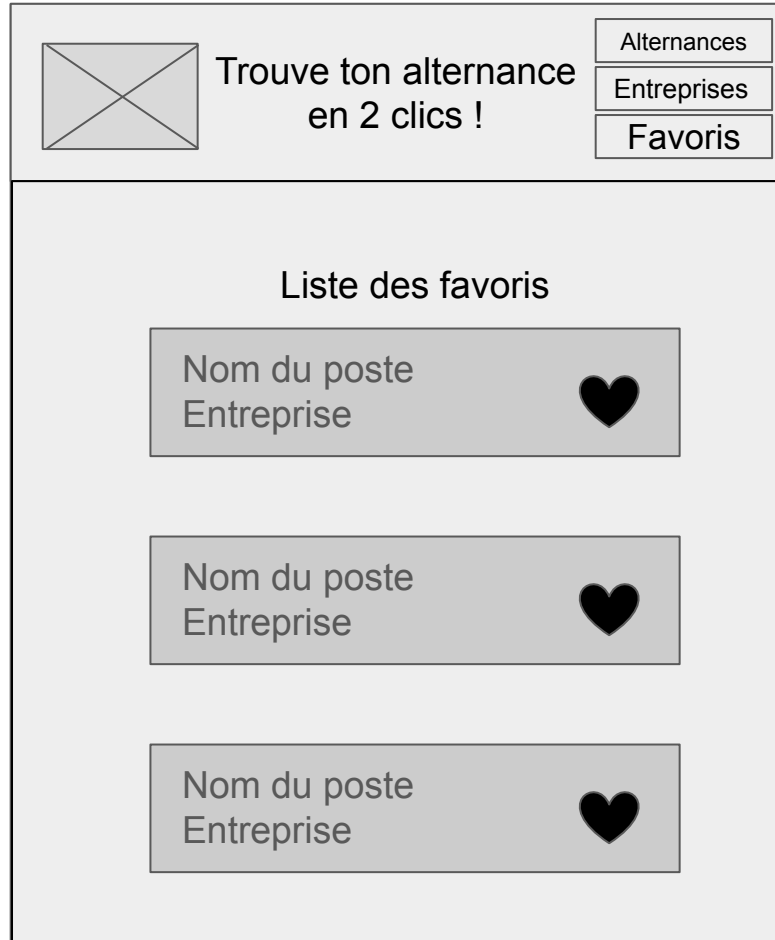 Trouve ton alternance
en 2 clics !
Alternances
Entreprises
Favoris
Liste des favoris
Nom du poste
Entreprise
Nom du poste
Entreprise
Nom du poste
Entreprise